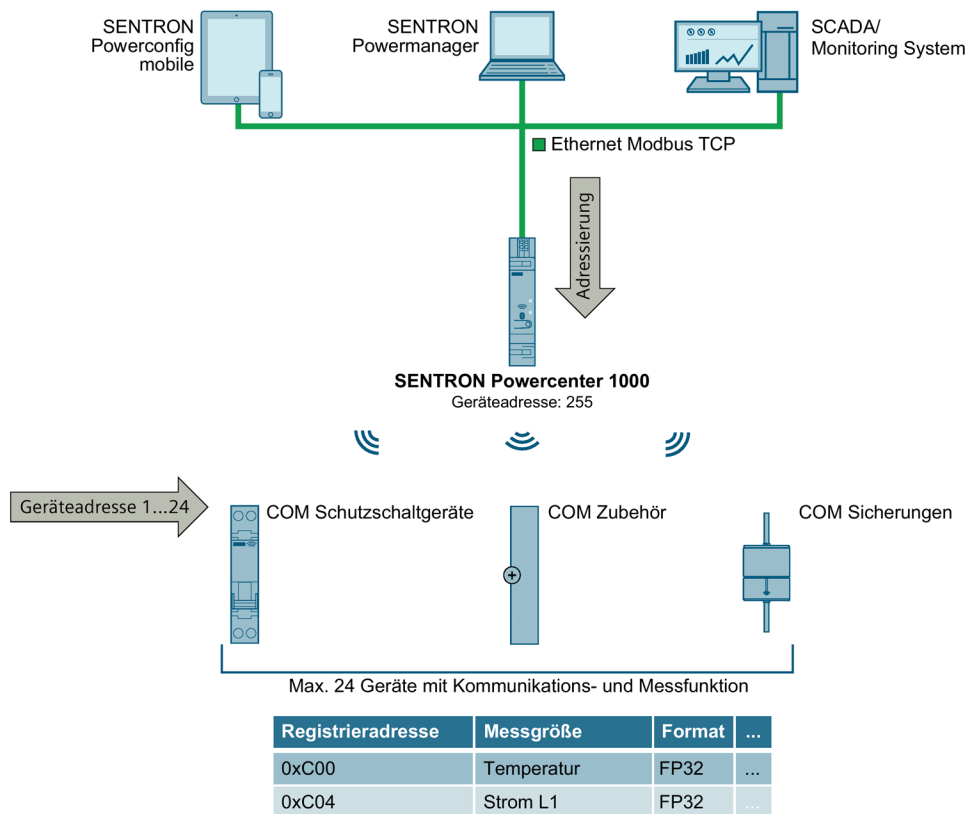 SENTRON
Powerconfig
mobile
SENTRON
Powermanager
SCADA/
Monitoring System
Ethernet Modbus TCP
Adressierung
SENTRON Powercenter 1000
Geräteadresse: 255
Geräteadresse 1...24
COM Schutzschaltgeräte
COM Zubehör
COM Sicherungen
Max. 24 Geräte mit Kommunikations- und Messfunktion
Registrieradresse Messgröße Format ...
0xC00 Temperatur FP32 ...
0xC04 Strom L1 FP32 ...